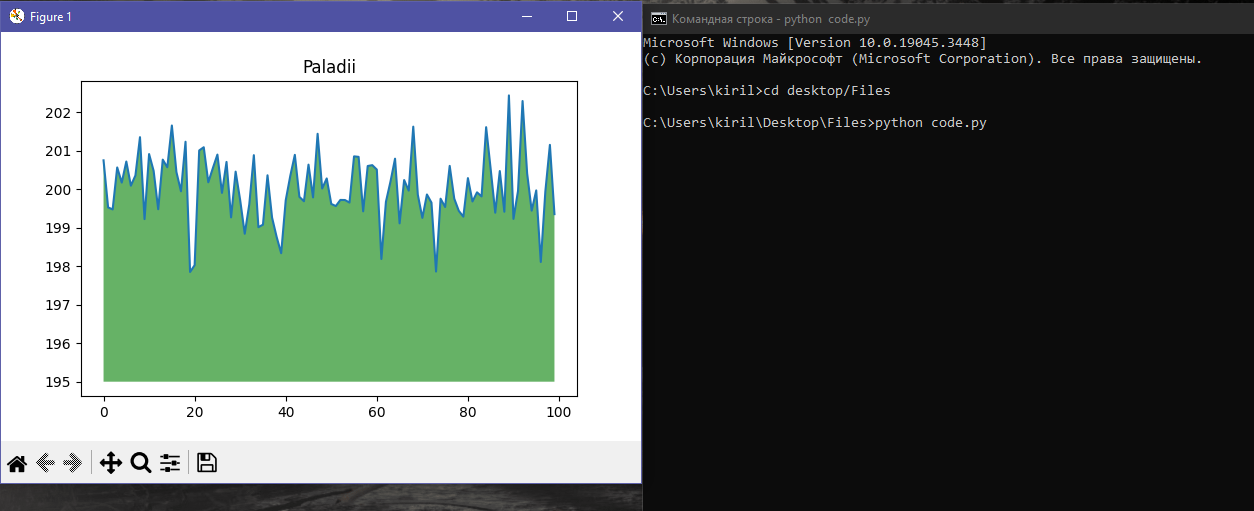 Figure 1
Paladii
202
201
200
199
198
197
196
195
0 20 40 60 80 100
Командная строка - python code.py
Microsoft Windows [Version 10.0.19045.3448]
(c) Корпорация Майкрософт (Microsoft Corporation). Все права защищены.
C:\Users\kiril>cd desktop/Files
C:\Users\kiril\Desktop\Files>python code.py